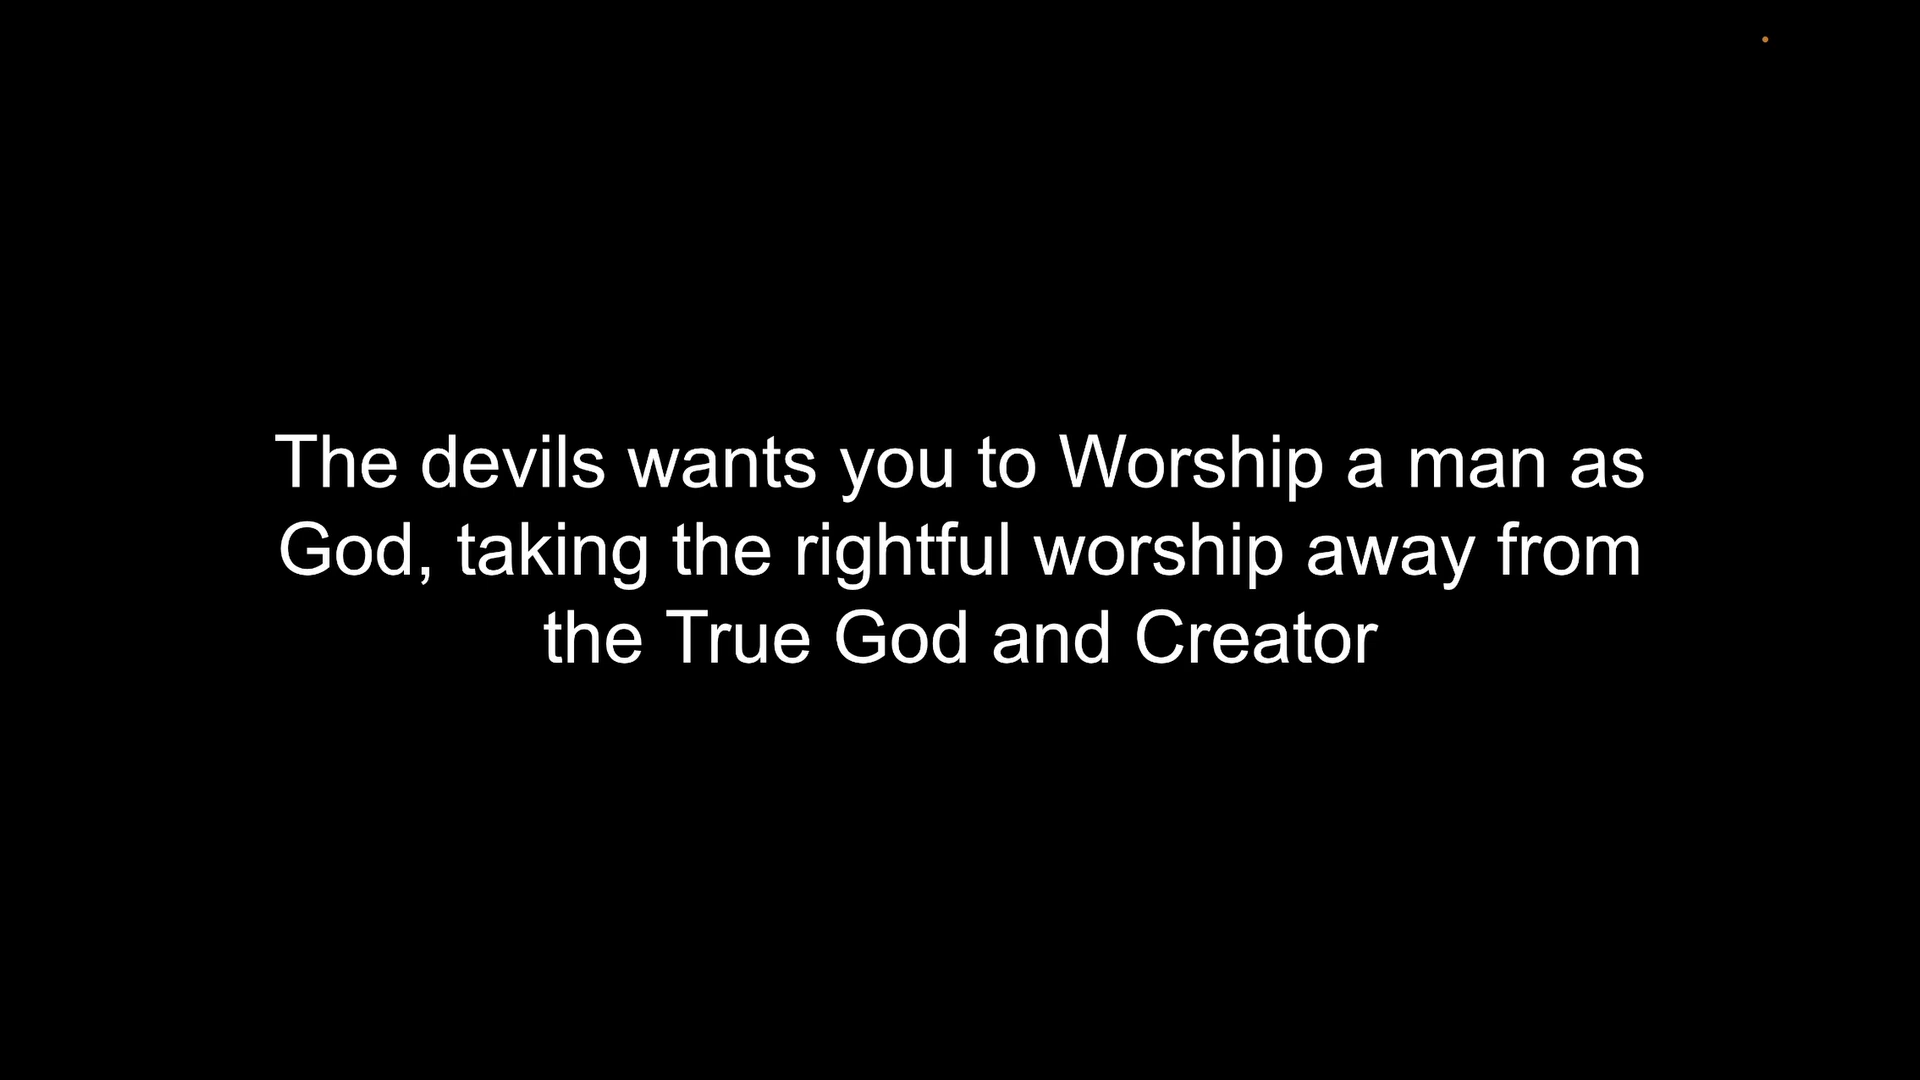 The devils wants you to Worship a man as
God, taking the rightful worship away from
the True God and Creator